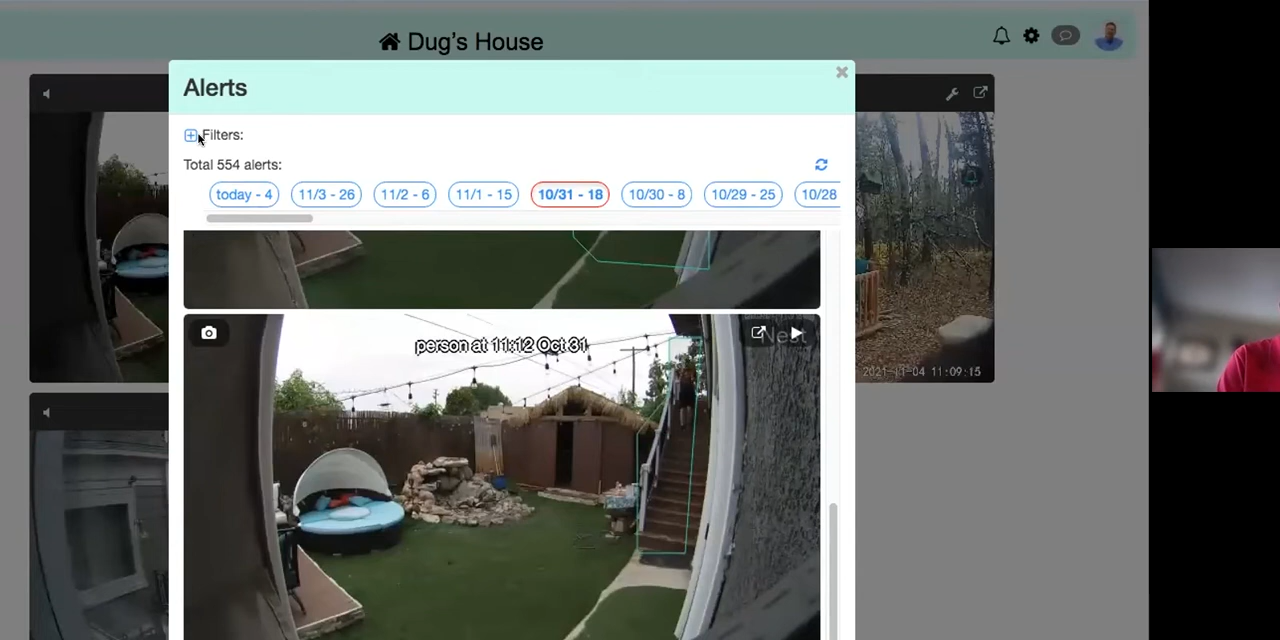 Dug's House
Alerts
Filters:
Total 554 alerts:
today - 4
11/3 - 26
11/2 - 6
11/1 - 15
10/31 - 18
10/30 - 8
10/29 - 25
10/28
person at 11:12 Oct 31
Nest
2021-11-04 11:09:15